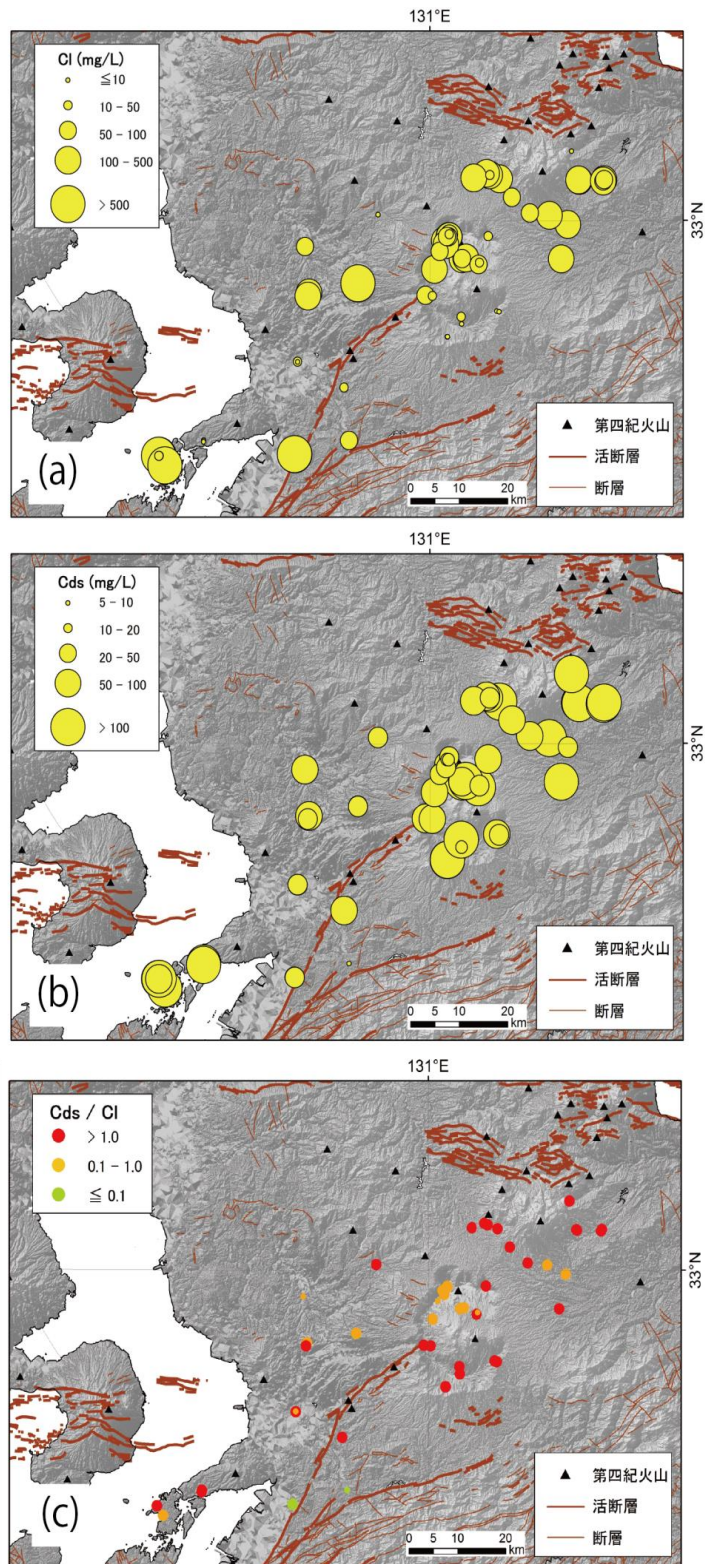 131°E
Cl (mg/L)
≦10
10 - 50
50 - 100
100 - 500
> 500
33°N
第四紀火山
活断層
断層
0 5 10 20
km
(a)
131°E
Cds (mg/L)
5 - 10
10 - 20
20 - 50
50 - 100
> 100
33°N
第四紀火山
活断層
断層
0 5 10 20
km
(b)
131°E
Cds / Cl
> 1.0
0.1 - 1.0
≦ 0.1
33°N
第四紀火山
活断層
断層
0 5 10 20
km
(c)